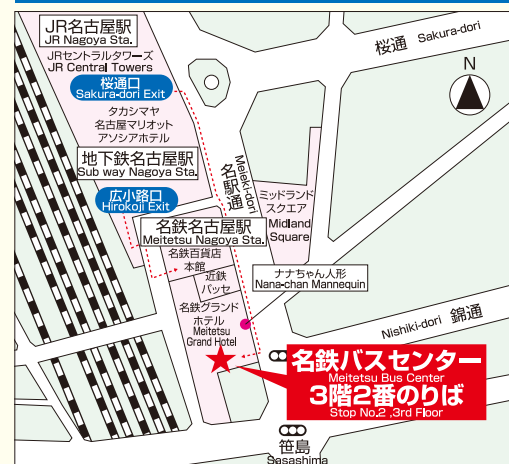 JR名古屋駅
JR Nagoya Sta.
JRセントラルタワーズ
JR Central Towers
桜通口
Sakura-dori Exit
タカシマヤ
名古屋マリオット
アソシアホテル
地下鉄名古屋駅
Sub way Nagoya Sta.
広小路口
Hirokoji Exit
桜通 Sakura-dori
N
名駅通
Meieki-dori
ミッドランド
スクエア
Midland
Square
名鉄名古屋駅
Meitetsu Nagoya Sta.
名鉄百貨店
本館
近鉄
パッセ
ナナちゃん人形
Nana-chan Mannequin
名鉄グランド
ホテル
Meitetsu
Grand Hotel
Nishiki-dori 錦通
名鉄バスセンター
Meitetsu Bus Center
3階2番のりば
Stop No.2 ,3rd Floor
笹島
Sasashima